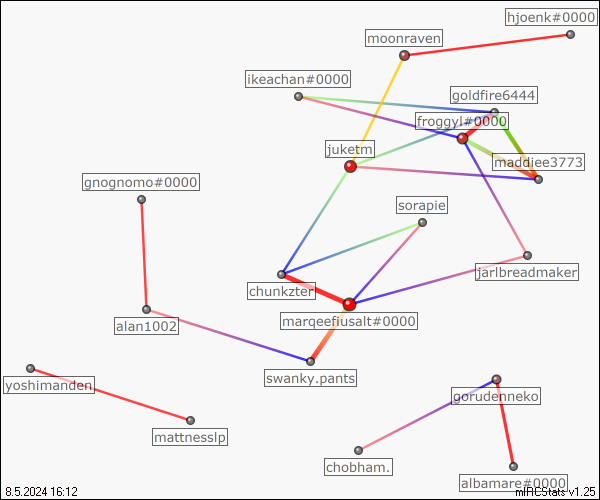 hjoenk#0000
moonraven
ikeachan#0000
goldfire6444
froggyl#0000
juketm
maddiee3773
gnognomo#0000
sorapie
jarlbreadmaker
chunkzter
marqeefiusalt#0000
alan1002
swanky.pants
yoshimanden
gorudenneko
mattnesslp
chobham.
albamare#0000
8.5.2024 16:12
mIRCStats v1.25